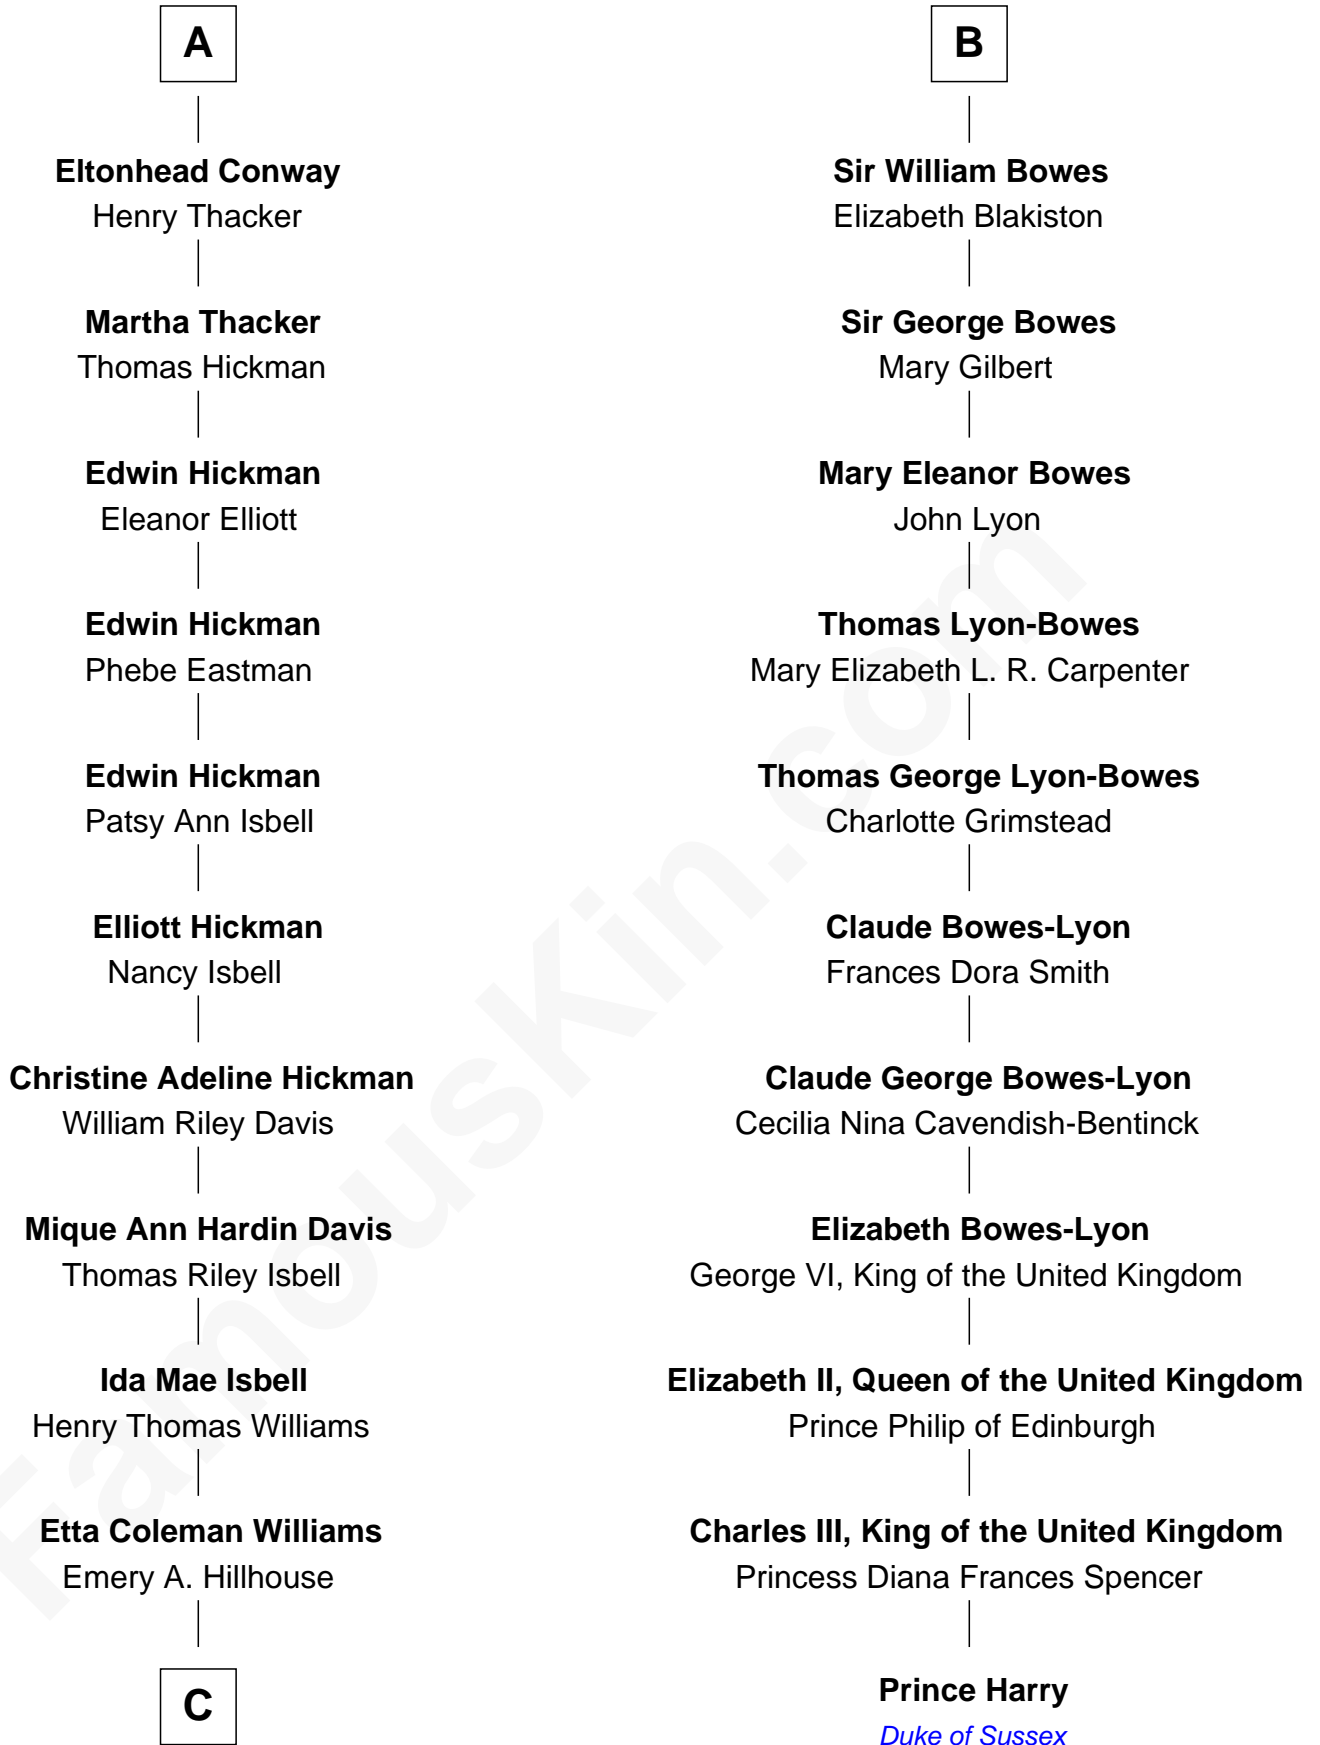 A
Eltonhead Conway
Henry Thacker
Martha Thacker
Thomas Hickman
Edwin Hickman
Eleanor Elliott
Edwin Hickman
Phebe Eastman
Edwin Hickman
Patsy Ann Isbell
Elliott Hickman
Nancy Isbell
Christine Adeline Hickman
William Riley Davis
Mique Ann Hardin Davis
Thomas Riley Isbell
Ida Mae Isbell
Henry Thomas Williams
Etta Coleman Williams
Emery A. Hillhouse
C
B
Sir William Bowes
Elizabeth Blakiston
Sir George Bowes
Mary Gilbert
Mary Eleanor Bowes
John Lyon
Thomas Lyon-Bowes
Mary Elizabeth L. R. Carpenter
Thomas George Lyon-Bowes
Charlotte Grimstead
Claude Bowes-Lyon
Frances Dora Smith
Claude George Bowes-Lyon
Cecilia Nina Cavendish-Bentinck
Elizabeth Bowes-Lyon
George VI, King of the United Kingdom
Elizabeth II, Queen of the United Kingdom
Prince Philip of Edinburgh
Charles III, King of the United Kingdom
Princess Diana Frances Spencer
Prince Harry
Duke of Sussex
FamousKin.com